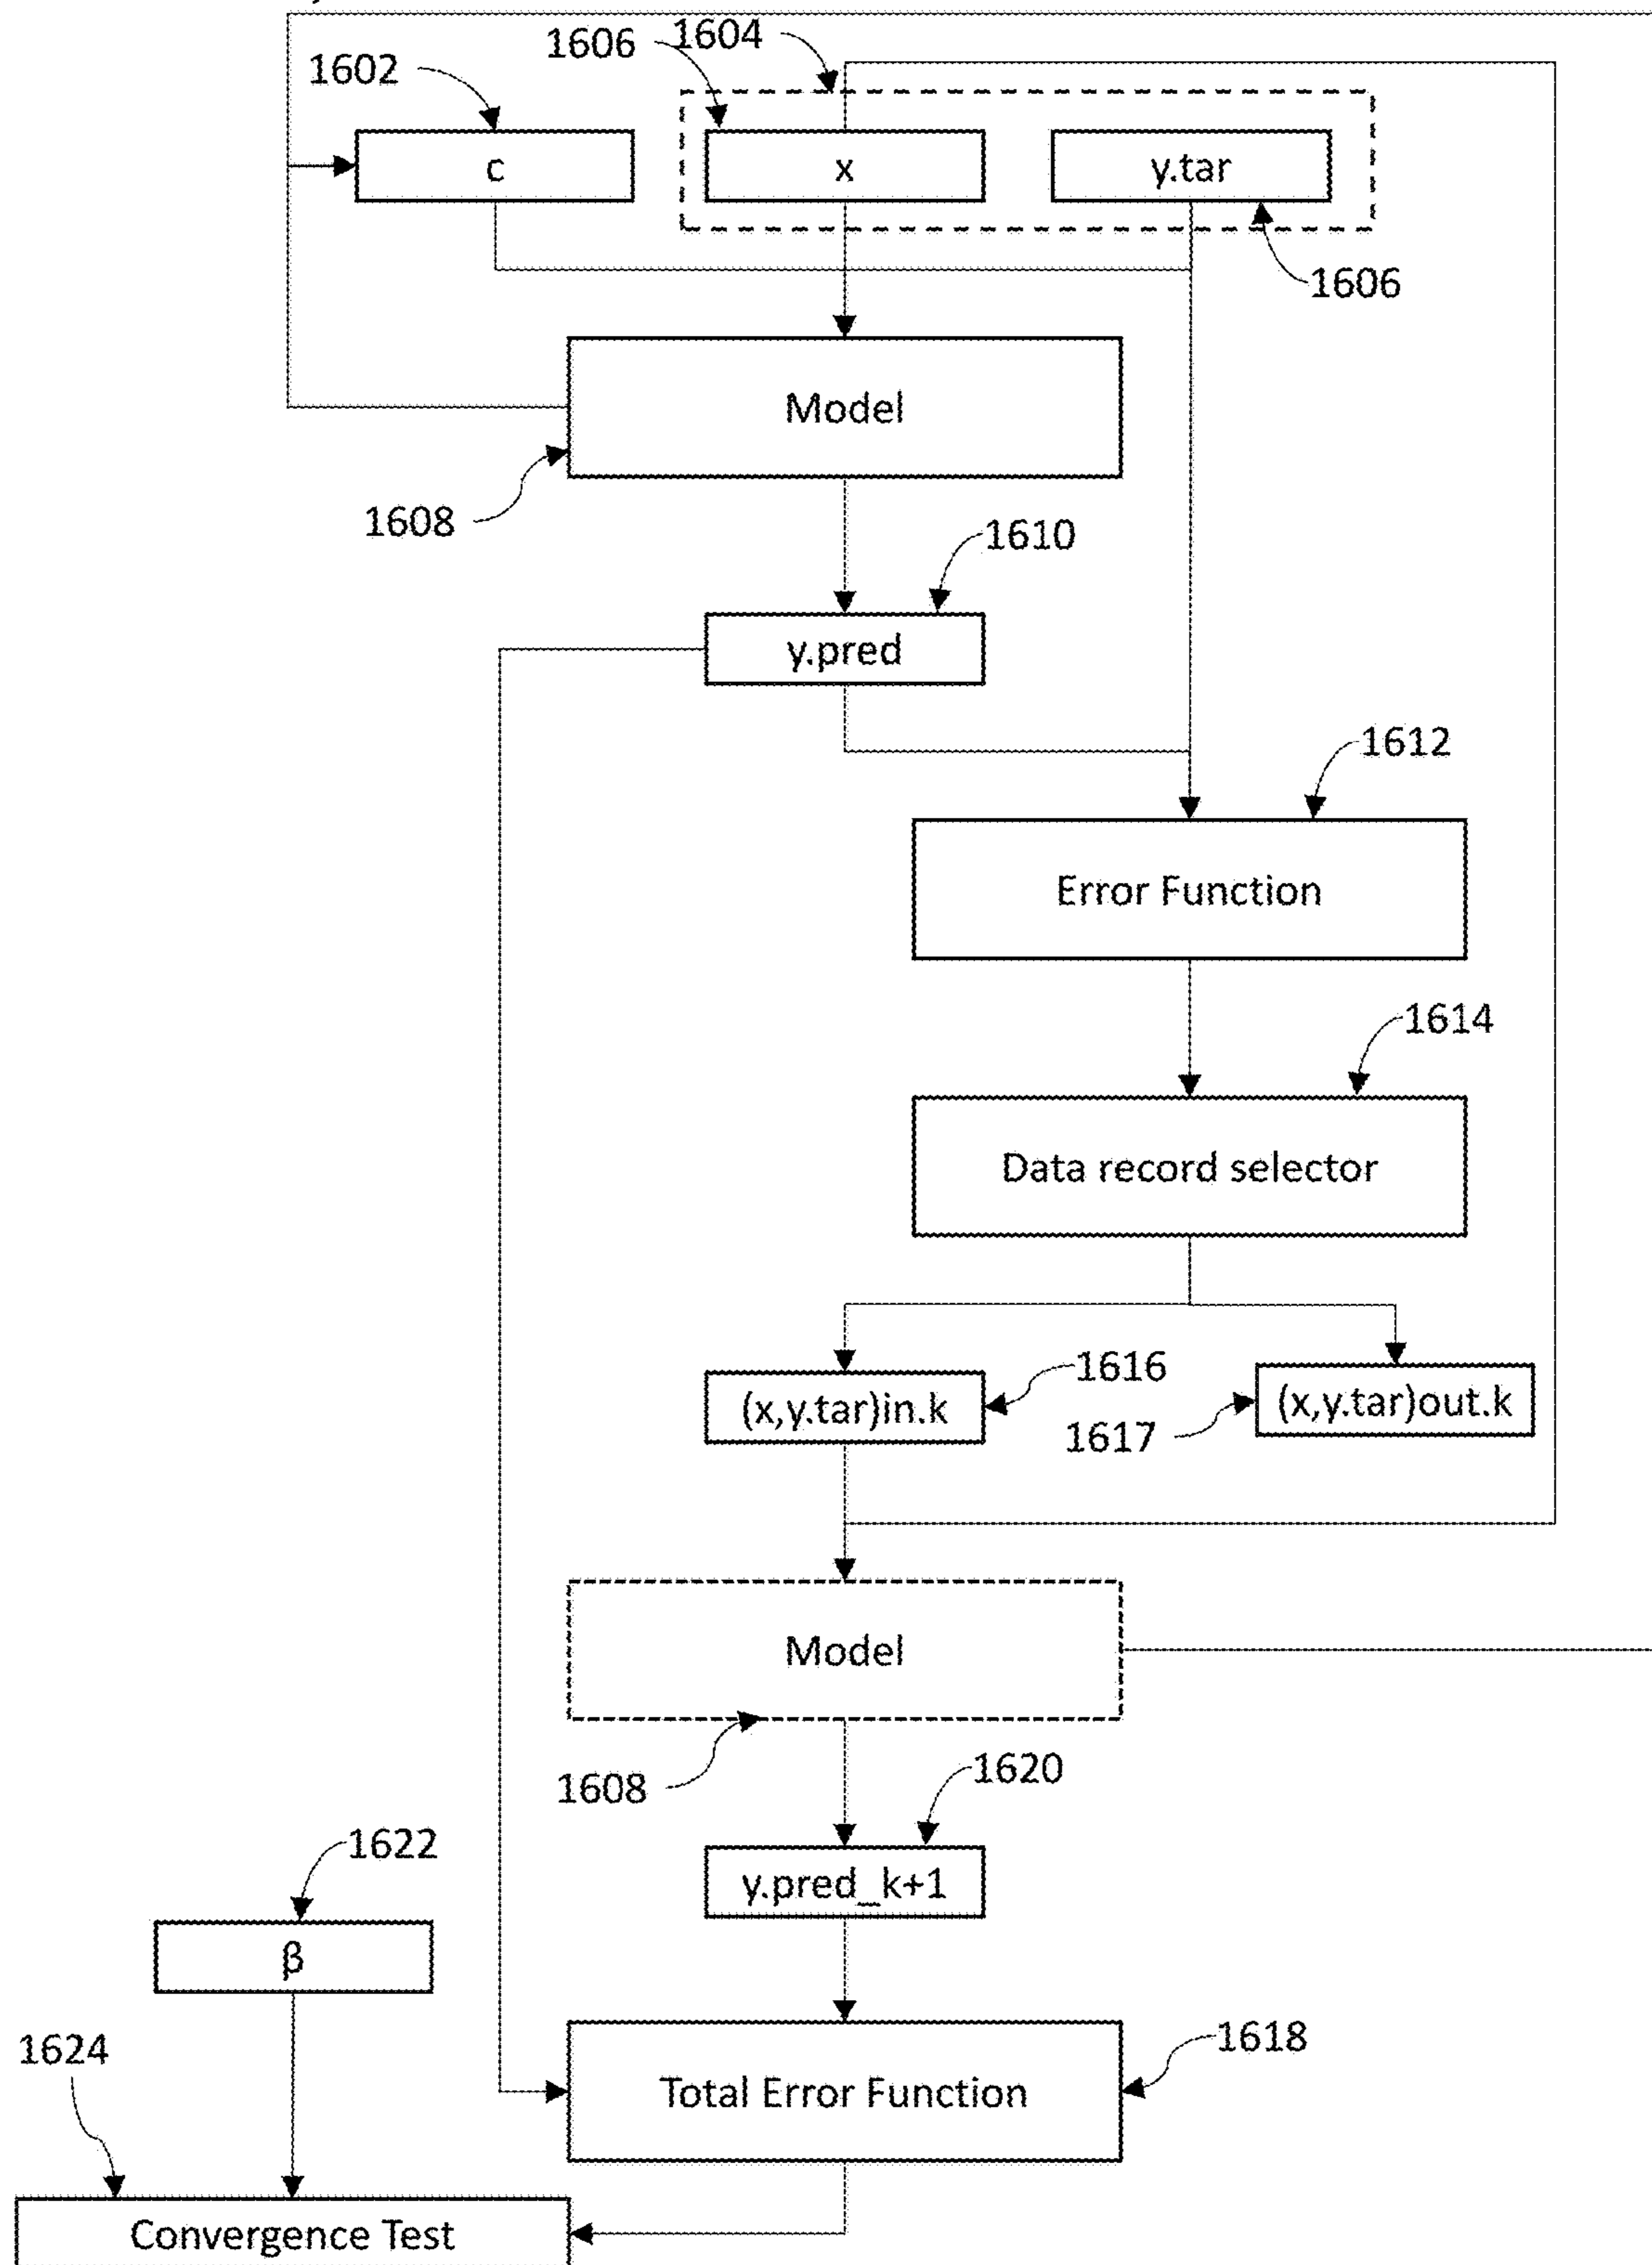 1606
1604
1602
c
x
y.tar
1606
Model
1608
1610
y.pred
1612
Error Function
1614
Data record selector
1616
(x,y.tar)in.k
(x,y.tar)out.k
1617
Model
1608
1620
1622
y.pred_k+1
β
1624
1618
Total Error Function
Convergence Test